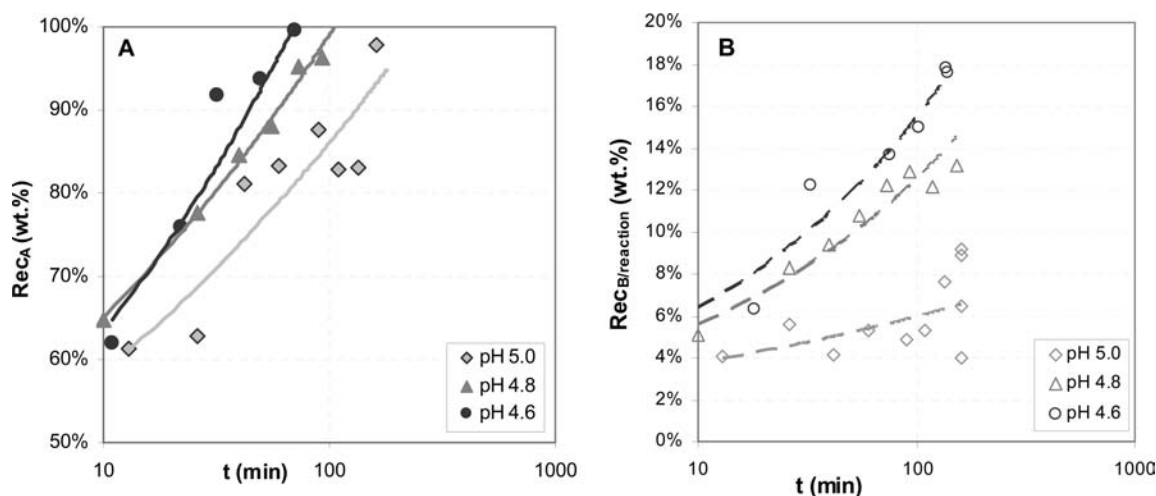 A
100%
90%
80%
70%
60%
50%
RecA (wt.%)
10
100
1000
t (min)
pH 5.0
pH 4.8
pH 4.6
B
20%
18%
16%
14%
12%
10%
8%
6%
4%
2%
0%
RecB/reaction (wt.%)
10
100
1000
t (min)
pH 5.0
pH 4.8
pH 4.6